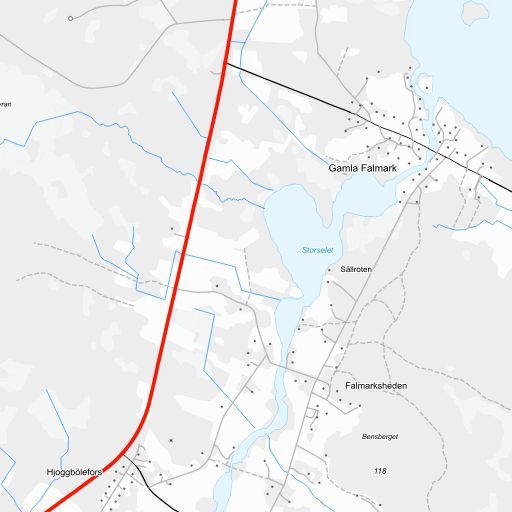 Gamla Falmark
Storselet
Sällroten
Falmarksheden
Bensberget
118
Hjoggbölefors